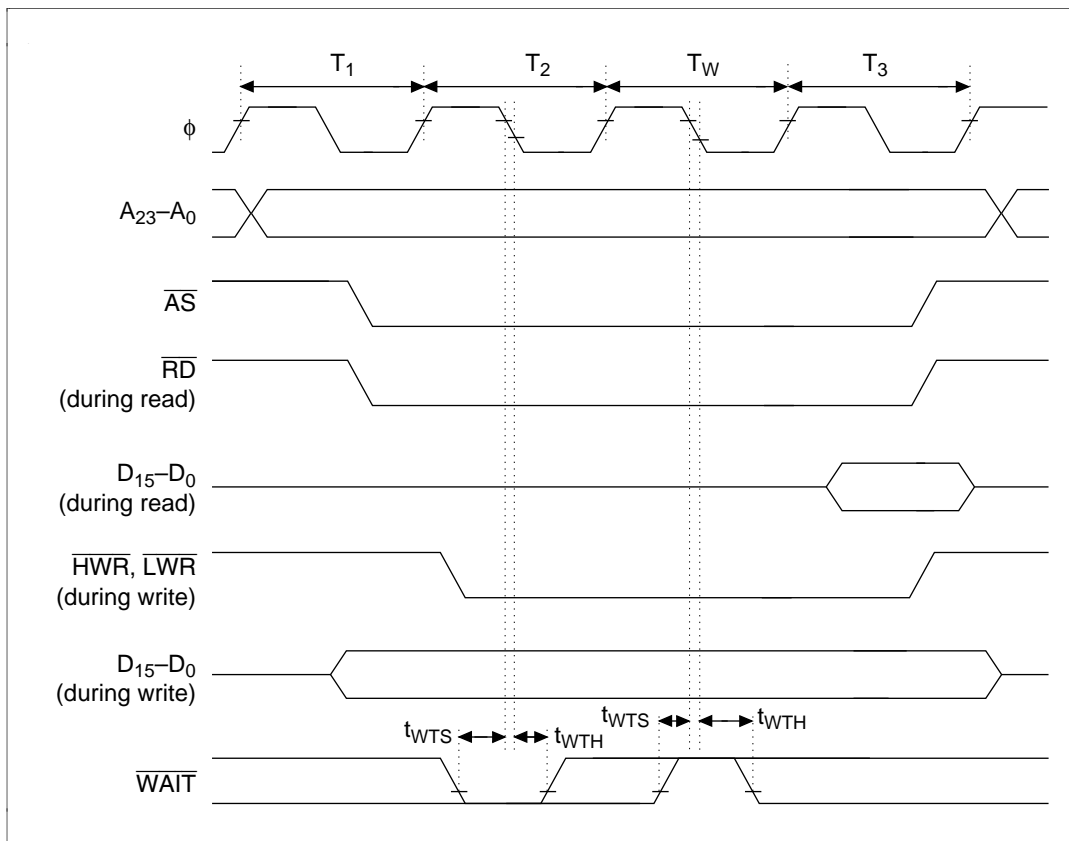 T1 T2 TW T3
ϕ
A23–A0
AS
RD
(during read)
D15–D0
(during read)
HWR, LWR
(during write)
D15–D0
(during write)
tWTS tWTH tWTS tWTH
WAIT